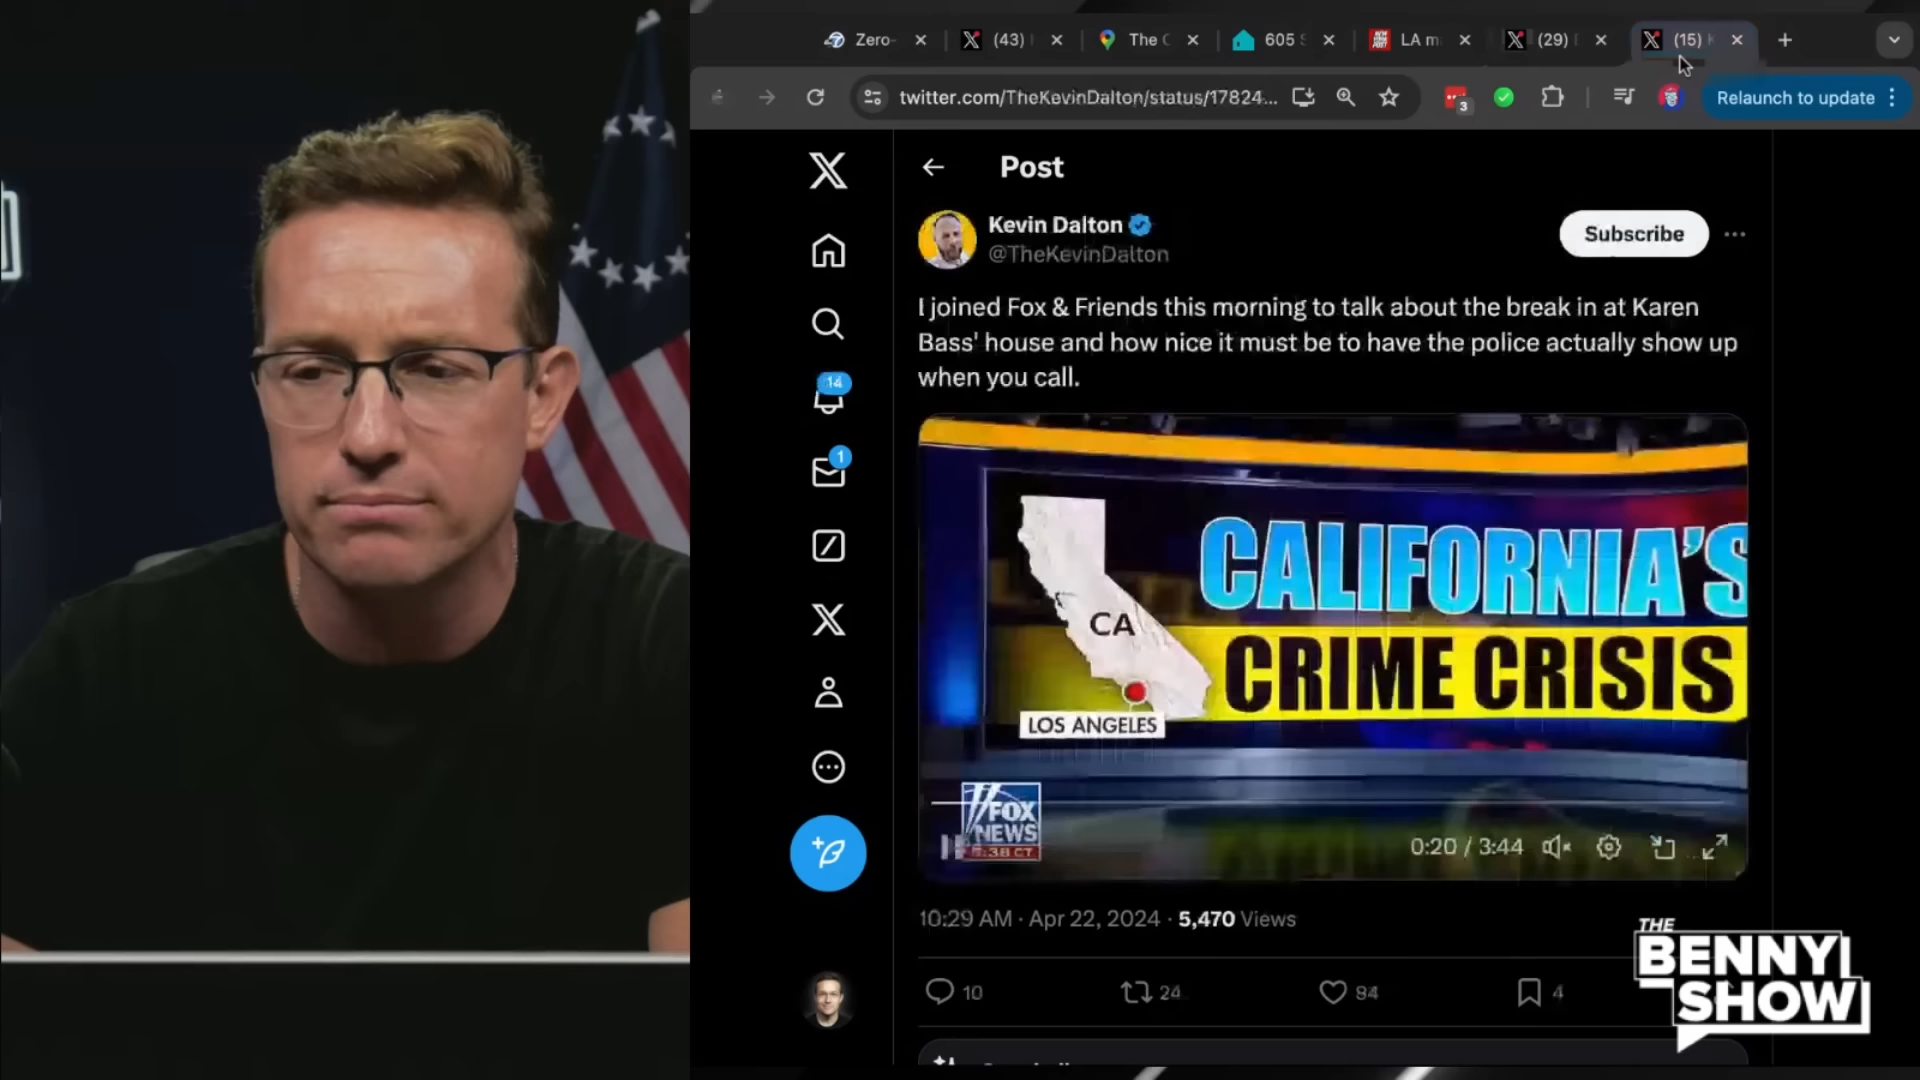 Zero-
(43)
The
605
LA m
(29)
(15)
twitter.com/TheKevinDalton/status/17824...
3
Relaunch to update
Post
Kevin Dalton
@TheKevinDalton
Subscribe
I joined Fox & Friends this morning to talk about the break in at Karen
Bass' house and how nice it must be to have the police actually show up
when you call.
14
1
CALIFORNIA'S
CRIME CRISIS
CA
LOS ANGELES
FOX
NEWS
5:38 CT
0:20 / 3:44
10:29 AM · Apr 22, 2024 · 5,470 Views
10
24
94
4
THE
BENNY
SHOW